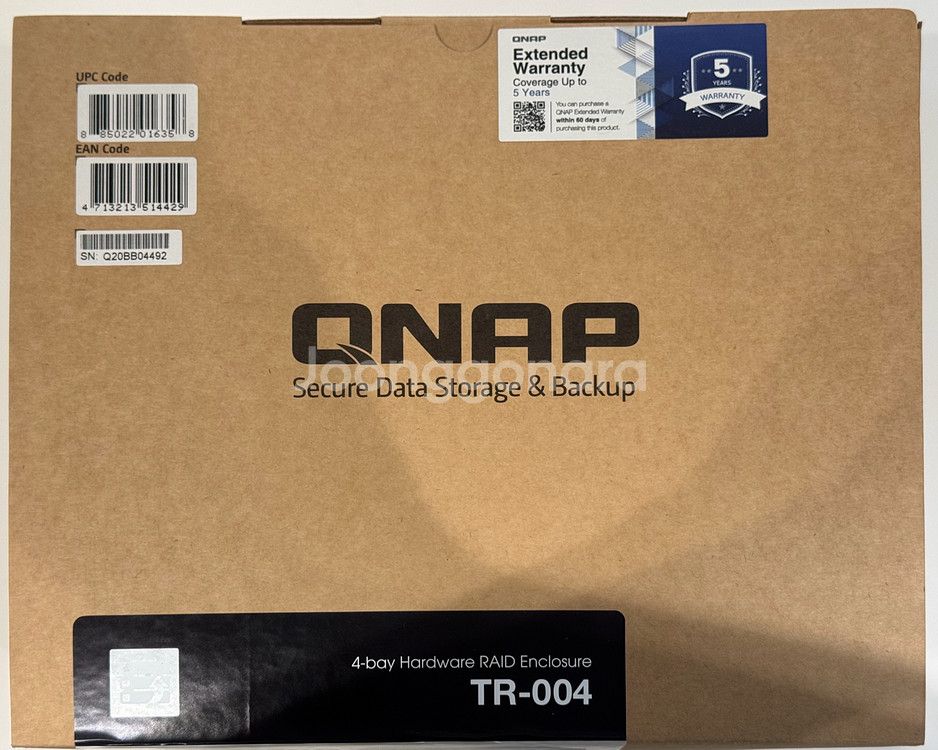 UPC Code
8 85022 01635 8
EAN Code
4 713213 514429
SN: Q20BB04492
QNAP
Extended
Warranty
Coverage Up to
5 Years
You can purchase a
QNAP Extended Warranty
within 60 days of
purchasing this product.
5
YEARS
WARRANTY
QNAP
Joonggonara
Secure Data Storage & Backup
4-bay Hardware RAID Enclosure
TR-004